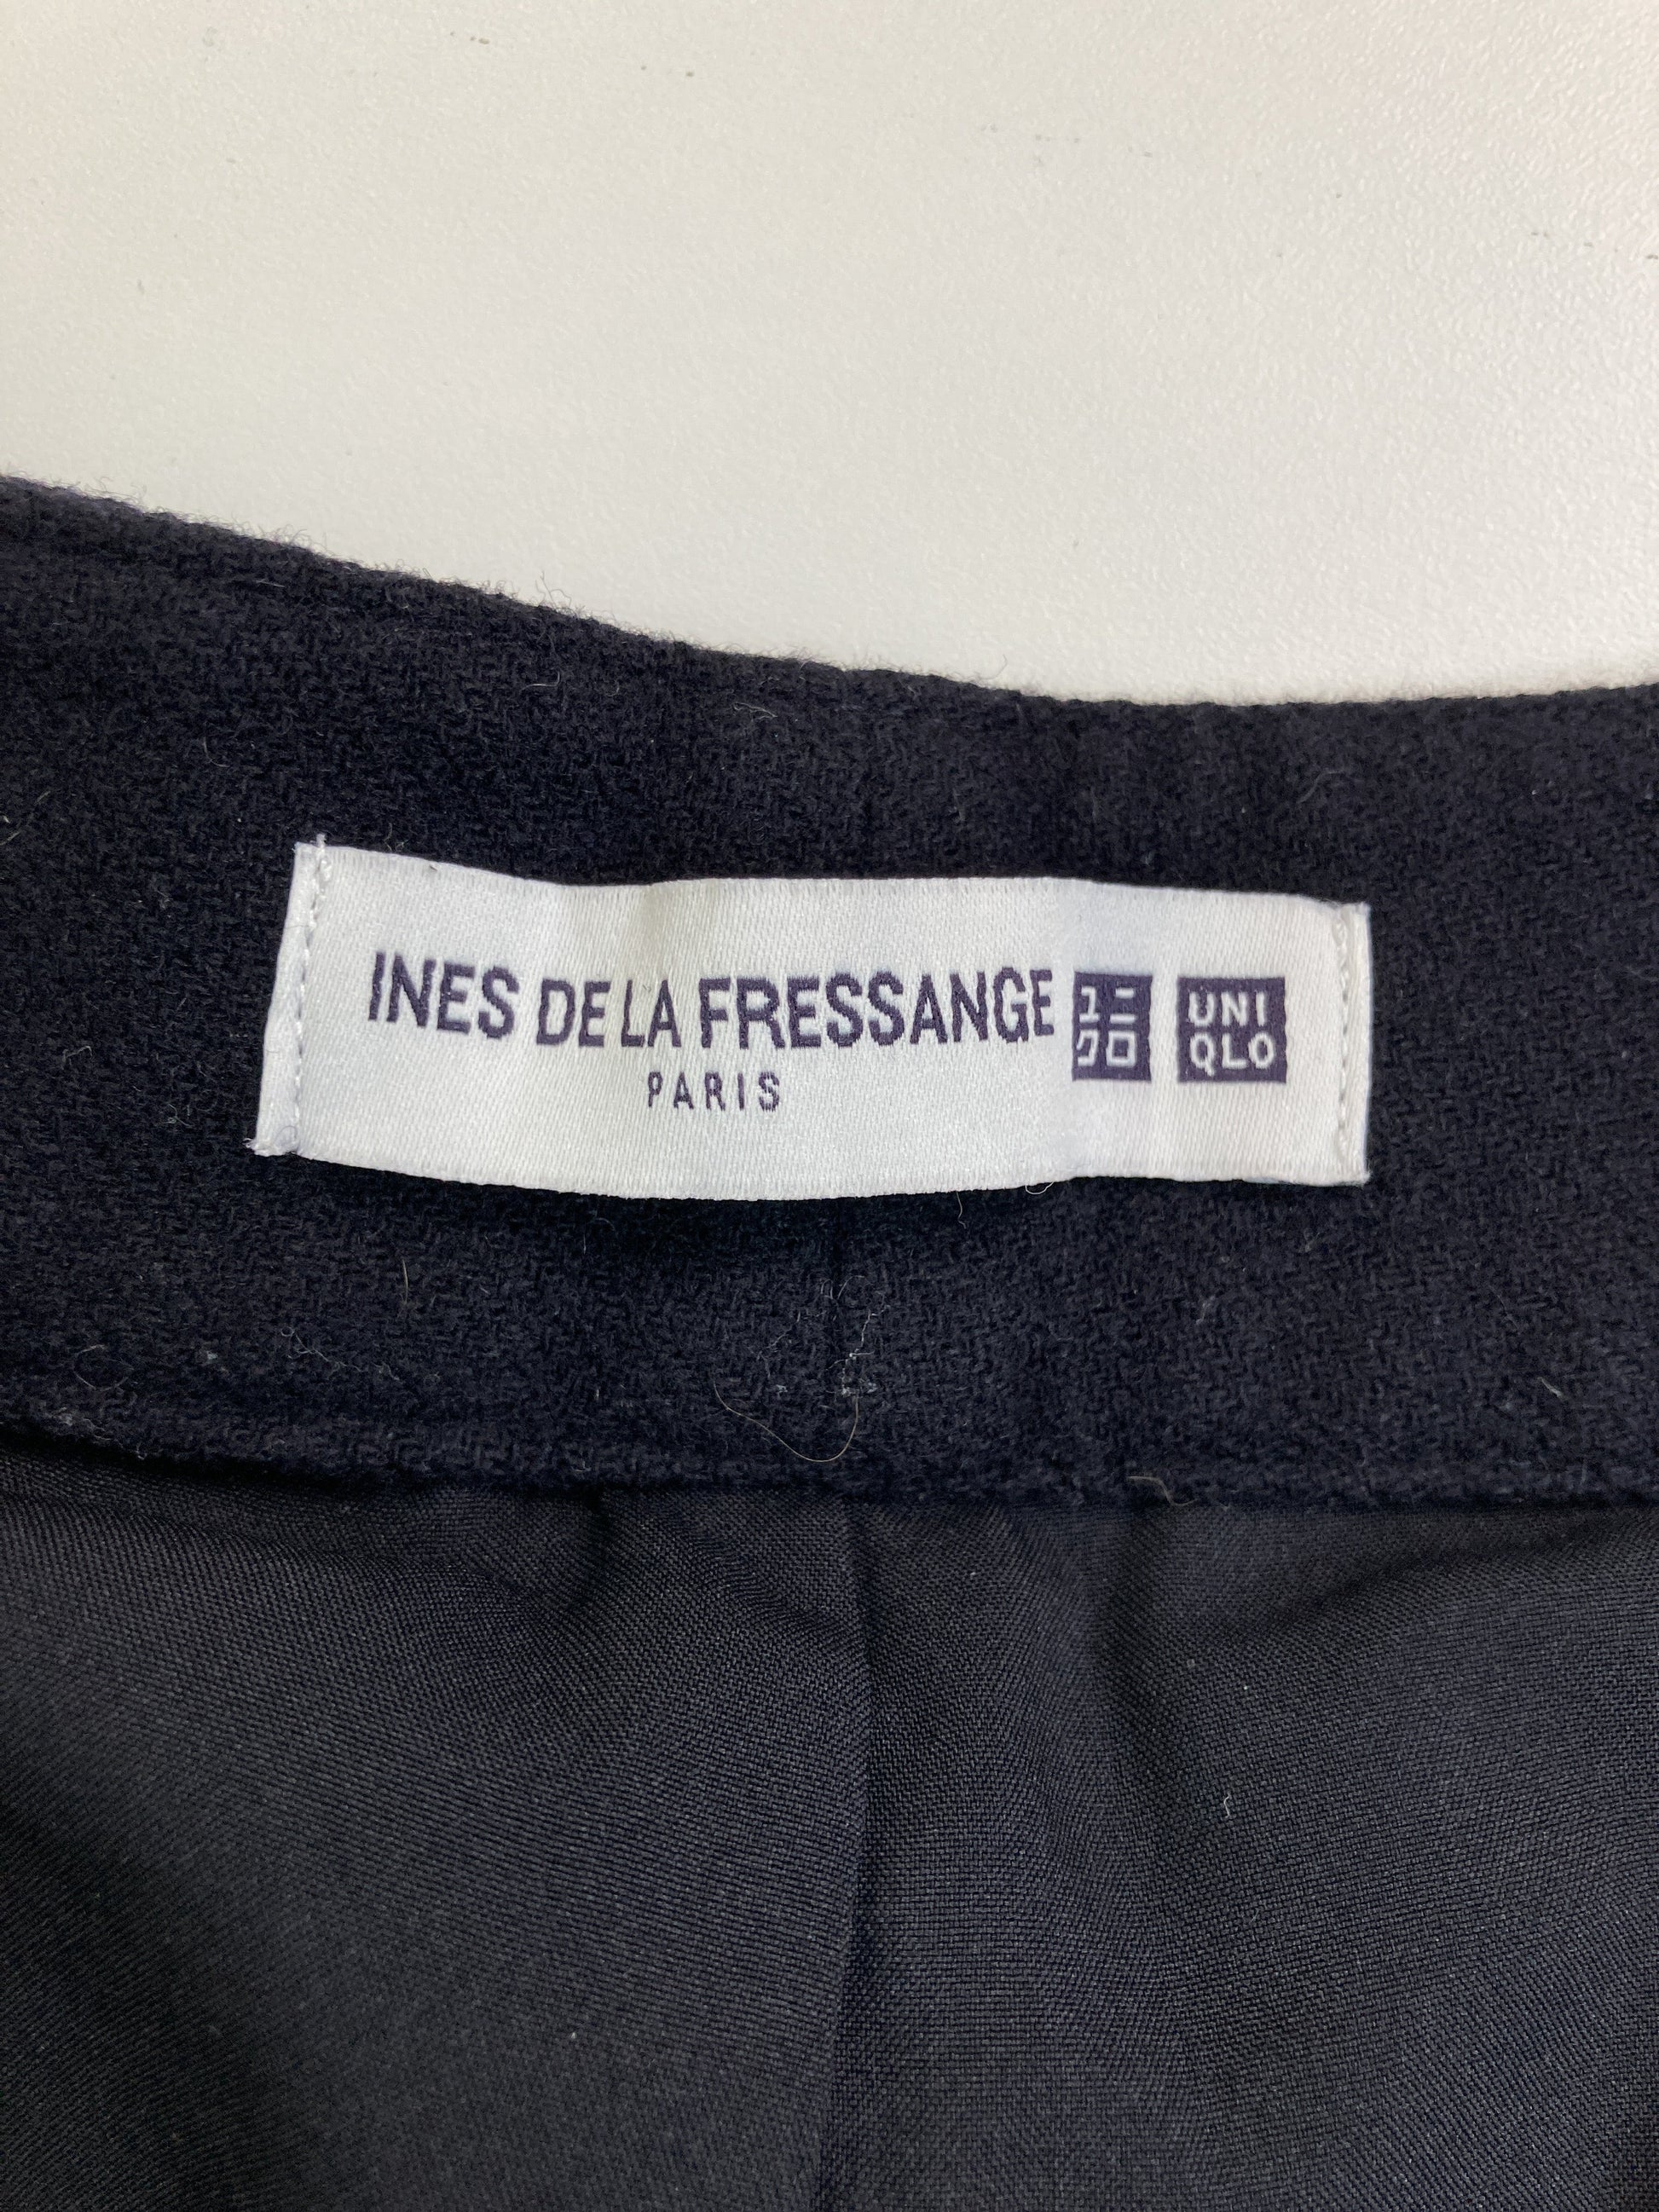 INES DE LA FRESSANGE
PARIS
ユニ
クロ
UNI
QLO